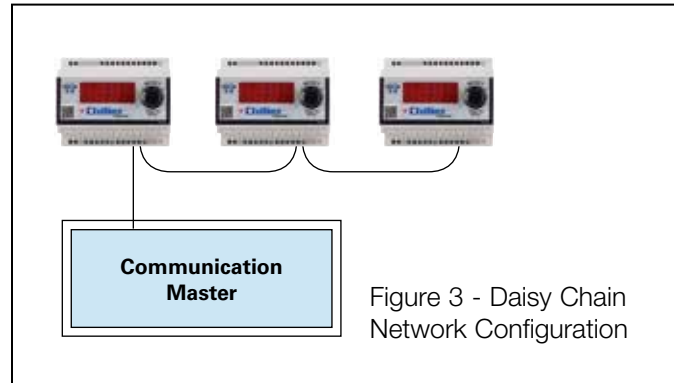 Communication
Master
Figure 3 - Daisy Chain
Network Configuration